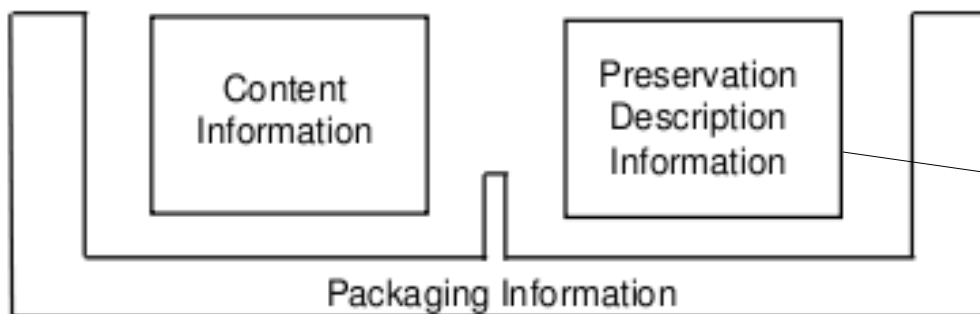 Content
Information
Preservation
Description
Information
Packaging Information